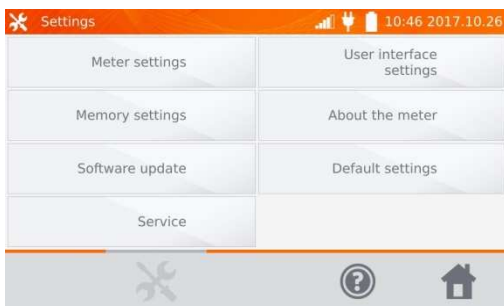 Settings
10:46 2017.10.26
Meter settings
User interface
settings
Memory settings
About the meter
Software update
Default settings
Service
?